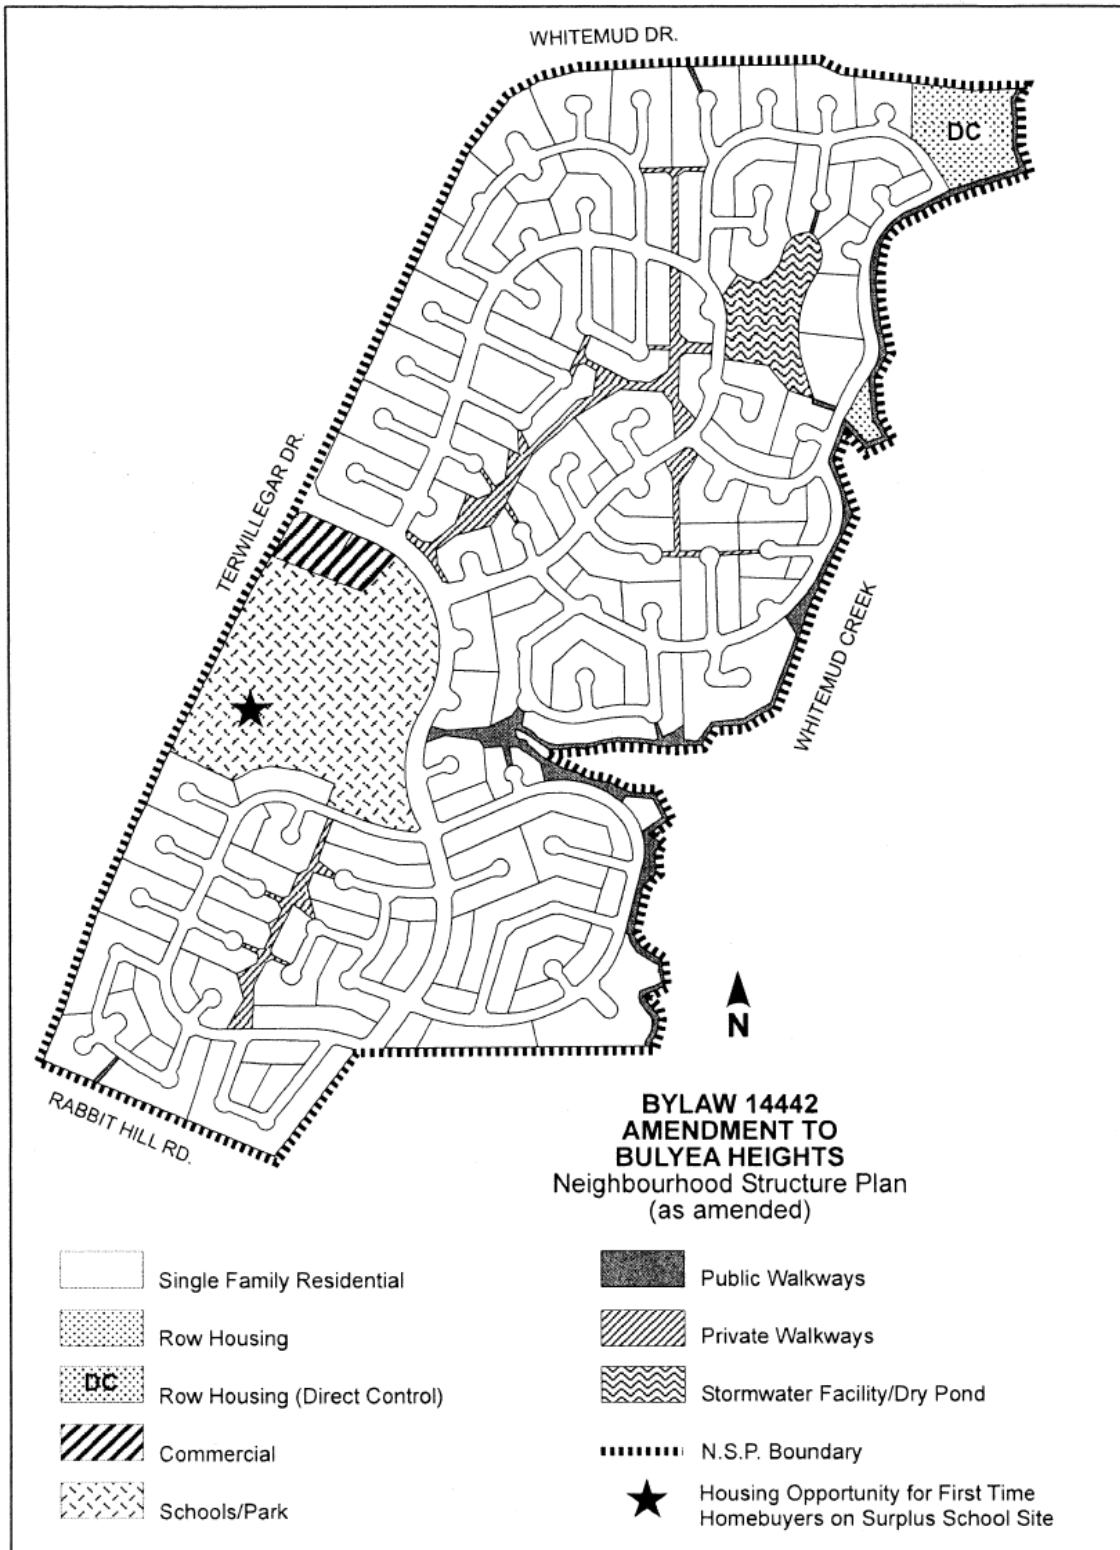 WHITEMUD DR.
DC
TERWILLEGAR DR.
WHITEMUD CREEK
N
RABBIT HILL RD.
BYLAW 14442
AMENDMENT TO
BULYEA HEIGHTS
Neighbourhood Structure Plan
(as amended)
Single Family Residential
Row Housing
DC Row Housing (Direct Control)
Commercial
Schools/Park
Public Walkways
Private Walkways
Stormwater Facility/Dry Pond
N.S.P. Boundary
Housing Opportunity for First Time
Homebuyers on Surplus School Site